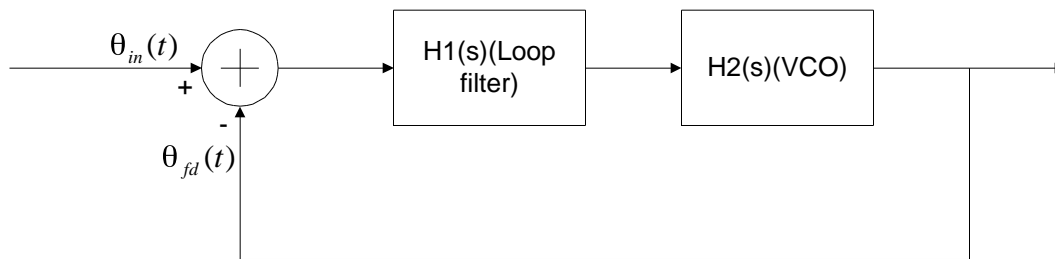 θ_in(t)
+
-
θ_fd(t)
H1(s)(Loop
filter)
H2(s)(VCO)